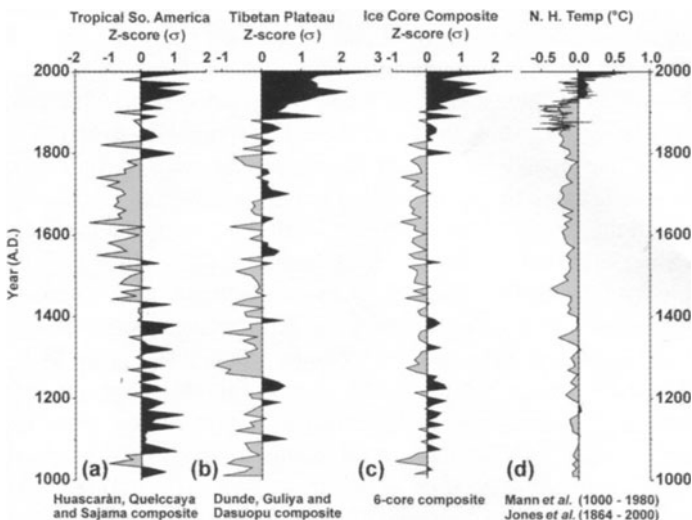 Tropical So. America Tibetan Plateau Ice Core Composite N. H. Temp (°C)
Z-score (σ) Z-score (σ) Z-score (σ)
-2 -1 0 1 2 -1 0 1 2 3 -1 0 1 2 -1.0 -0.5 0.0 0.5 1.0
2000 2000
1800 1800
1600 1600
Year (A.D.)
1400 1400
1200 1200
1000 1000
(a) (b) (c) (d)
Huascaràn, Quelccaya Dunde, Guliya and 6-core composite Mann et al. (1000 - 1980)
and Sajama composite Dasuopu composite Jones et al. (1864 - 2000)